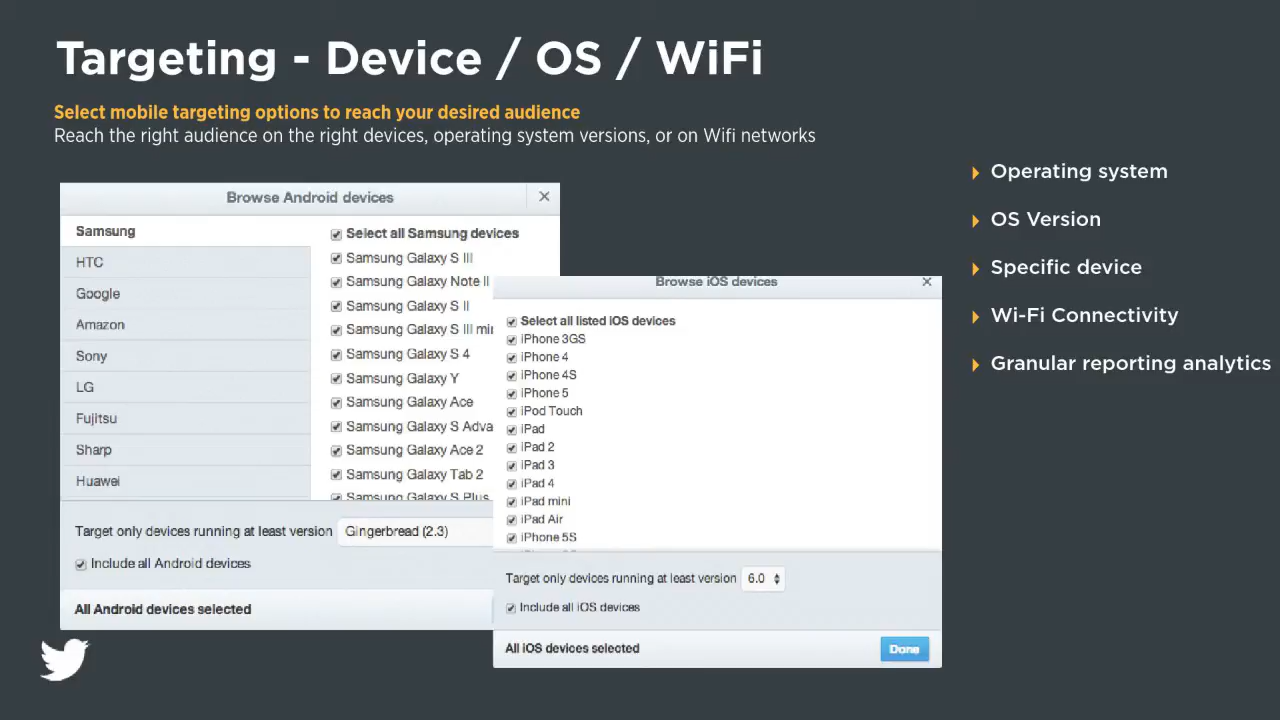 Targeting - Device / OS / WiFi
Select mobile targeting options to reach your desired audience
Reach the right audience on the right devices, operating system versions, or on Wifi networks
Browse Android devices
Samsung
HTC
Google
Amazon
Sony
LG
Fujitsu
Sharp
Huawei
Select all Samsung devices
Samsung Galaxy S III
Samsung Galaxy Note II
Samsung Galaxy S II
Samsung Galaxy S III
Samsung Galaxy S 4
Samsung Galaxy Y
Samsung Galaxy Ace
Samsung Galaxy S
Samsung Galaxy Ace 2
Samsung Galaxy Tab 2
Samsung Galaxy S Plus
Target only devices running at least version Gingerbread (2.3)
Include all Android devices
All Android devices selected
Browse iOS devices
Select all listed iOS devices
iPhone 3GS
iPhone 4
iPhone 4S
iPhone 5
iPod Touch
iPad
iPad 2
iPad 3
iPad 4
iPad mini
iPad Air
iPhone 5S
Target only devices running at least version 6.0
Include all iOS devices
All iOS devices selected
Done
Operating system
OS Version
Specific device
Wi-Fi Connectivity
Granular reporting analytics